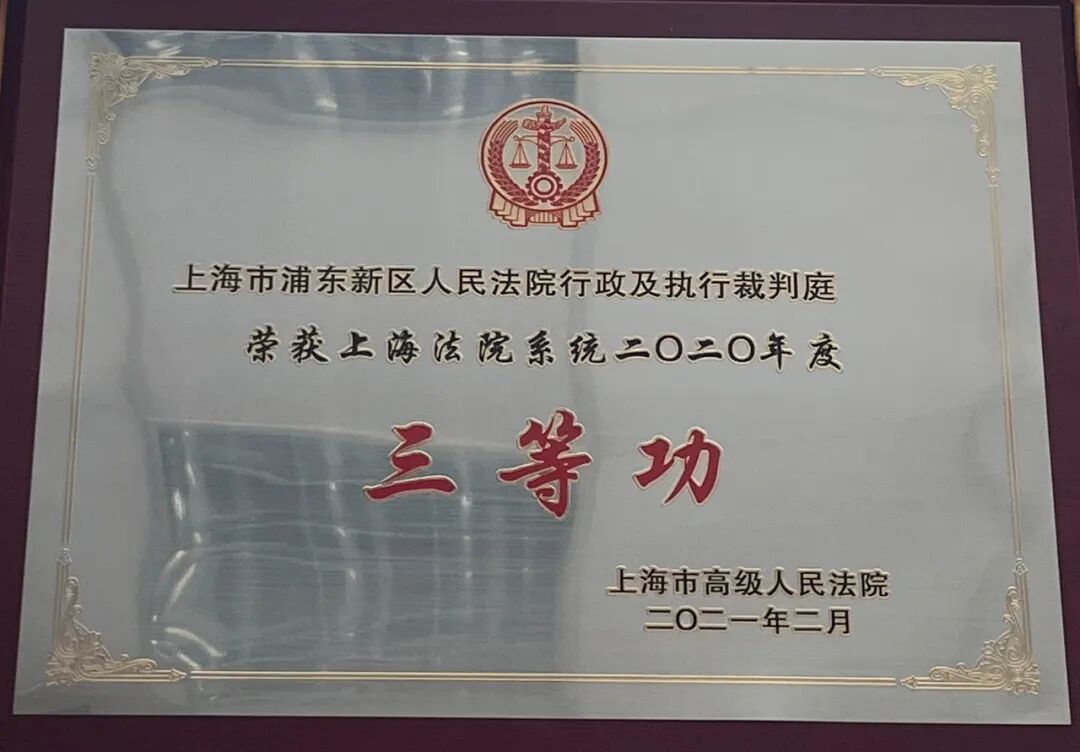 上海市浦东新区人民法院行政及执行裁判庭
荣获上海法院系统二〇二〇年度
三等功
上海市高级人民法院
二〇二一年二月